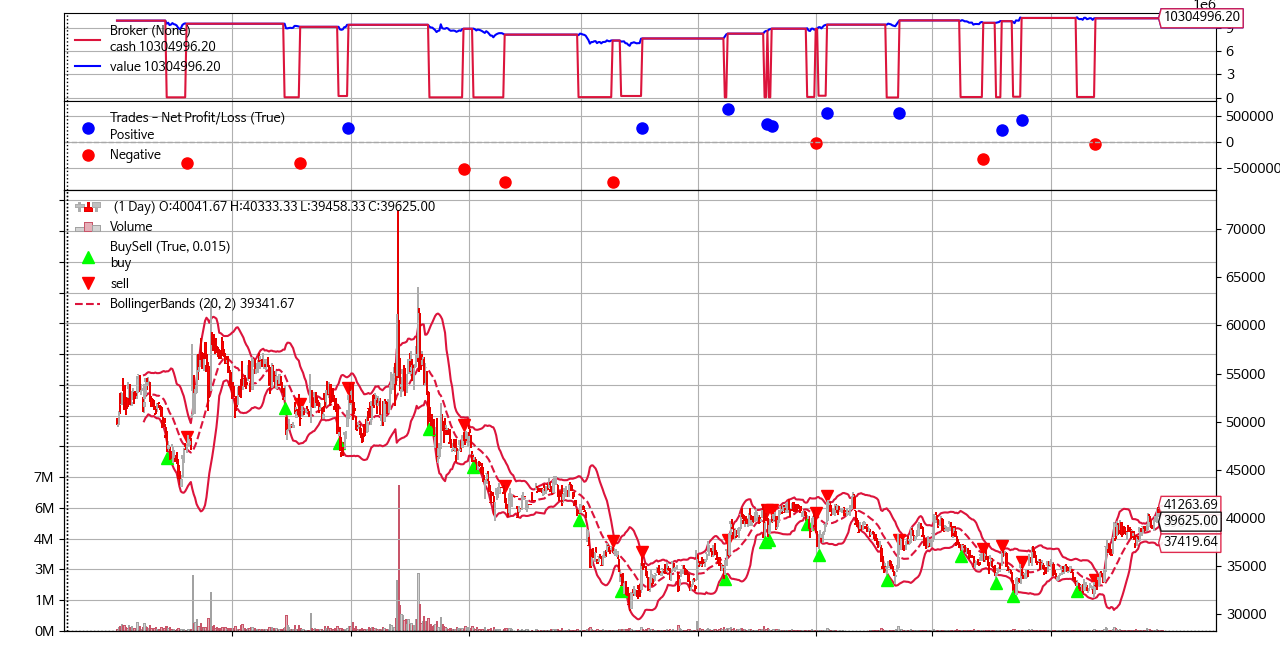 1e6
Broker (None)
cash 10304996.20
value 10304996.20
10304996.20
9
6
3
0
Trades - Net Profit/Loss (True)
Positive
Negative
500000
0
−500000
(1 Day) O:40041.67 H:40333.33 L:39458.33 C:39625.00
Volume
BuySell (True, 0.015)
buy
sell
BollingerBands (20, 2) 39341.67
70000
65000
60000
55000
50000
45000
40000
35000
30000
41263.69
39625.00
37419.64
7M
6M
4M
3M
1M
0M